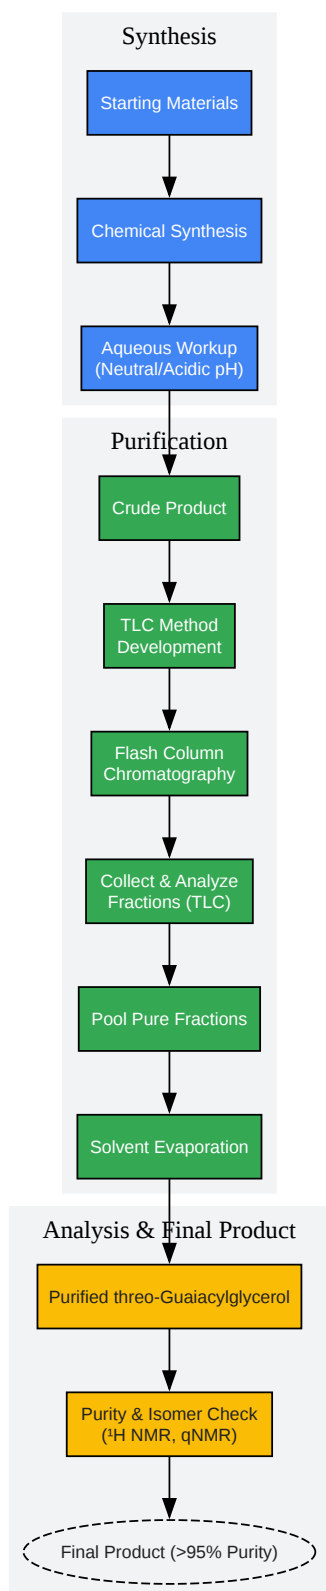 Synthesis
Starting Materials
Chemical Synthesis
Aqueous Workup
(Neutral/Acidic pH)
Purification
Crude Product
TLC Method
Development
Flash Column
Chromatography
Collect & Analyze
Fractions (TLC)
Pool Pure Fractions
Solvent Evaporation
Analysis & Final Product
Purified threo-Guaiacylglycerol
Purity & Isomer Check
(¹H NMR, qNMR)
Final Product (>95% Purity)